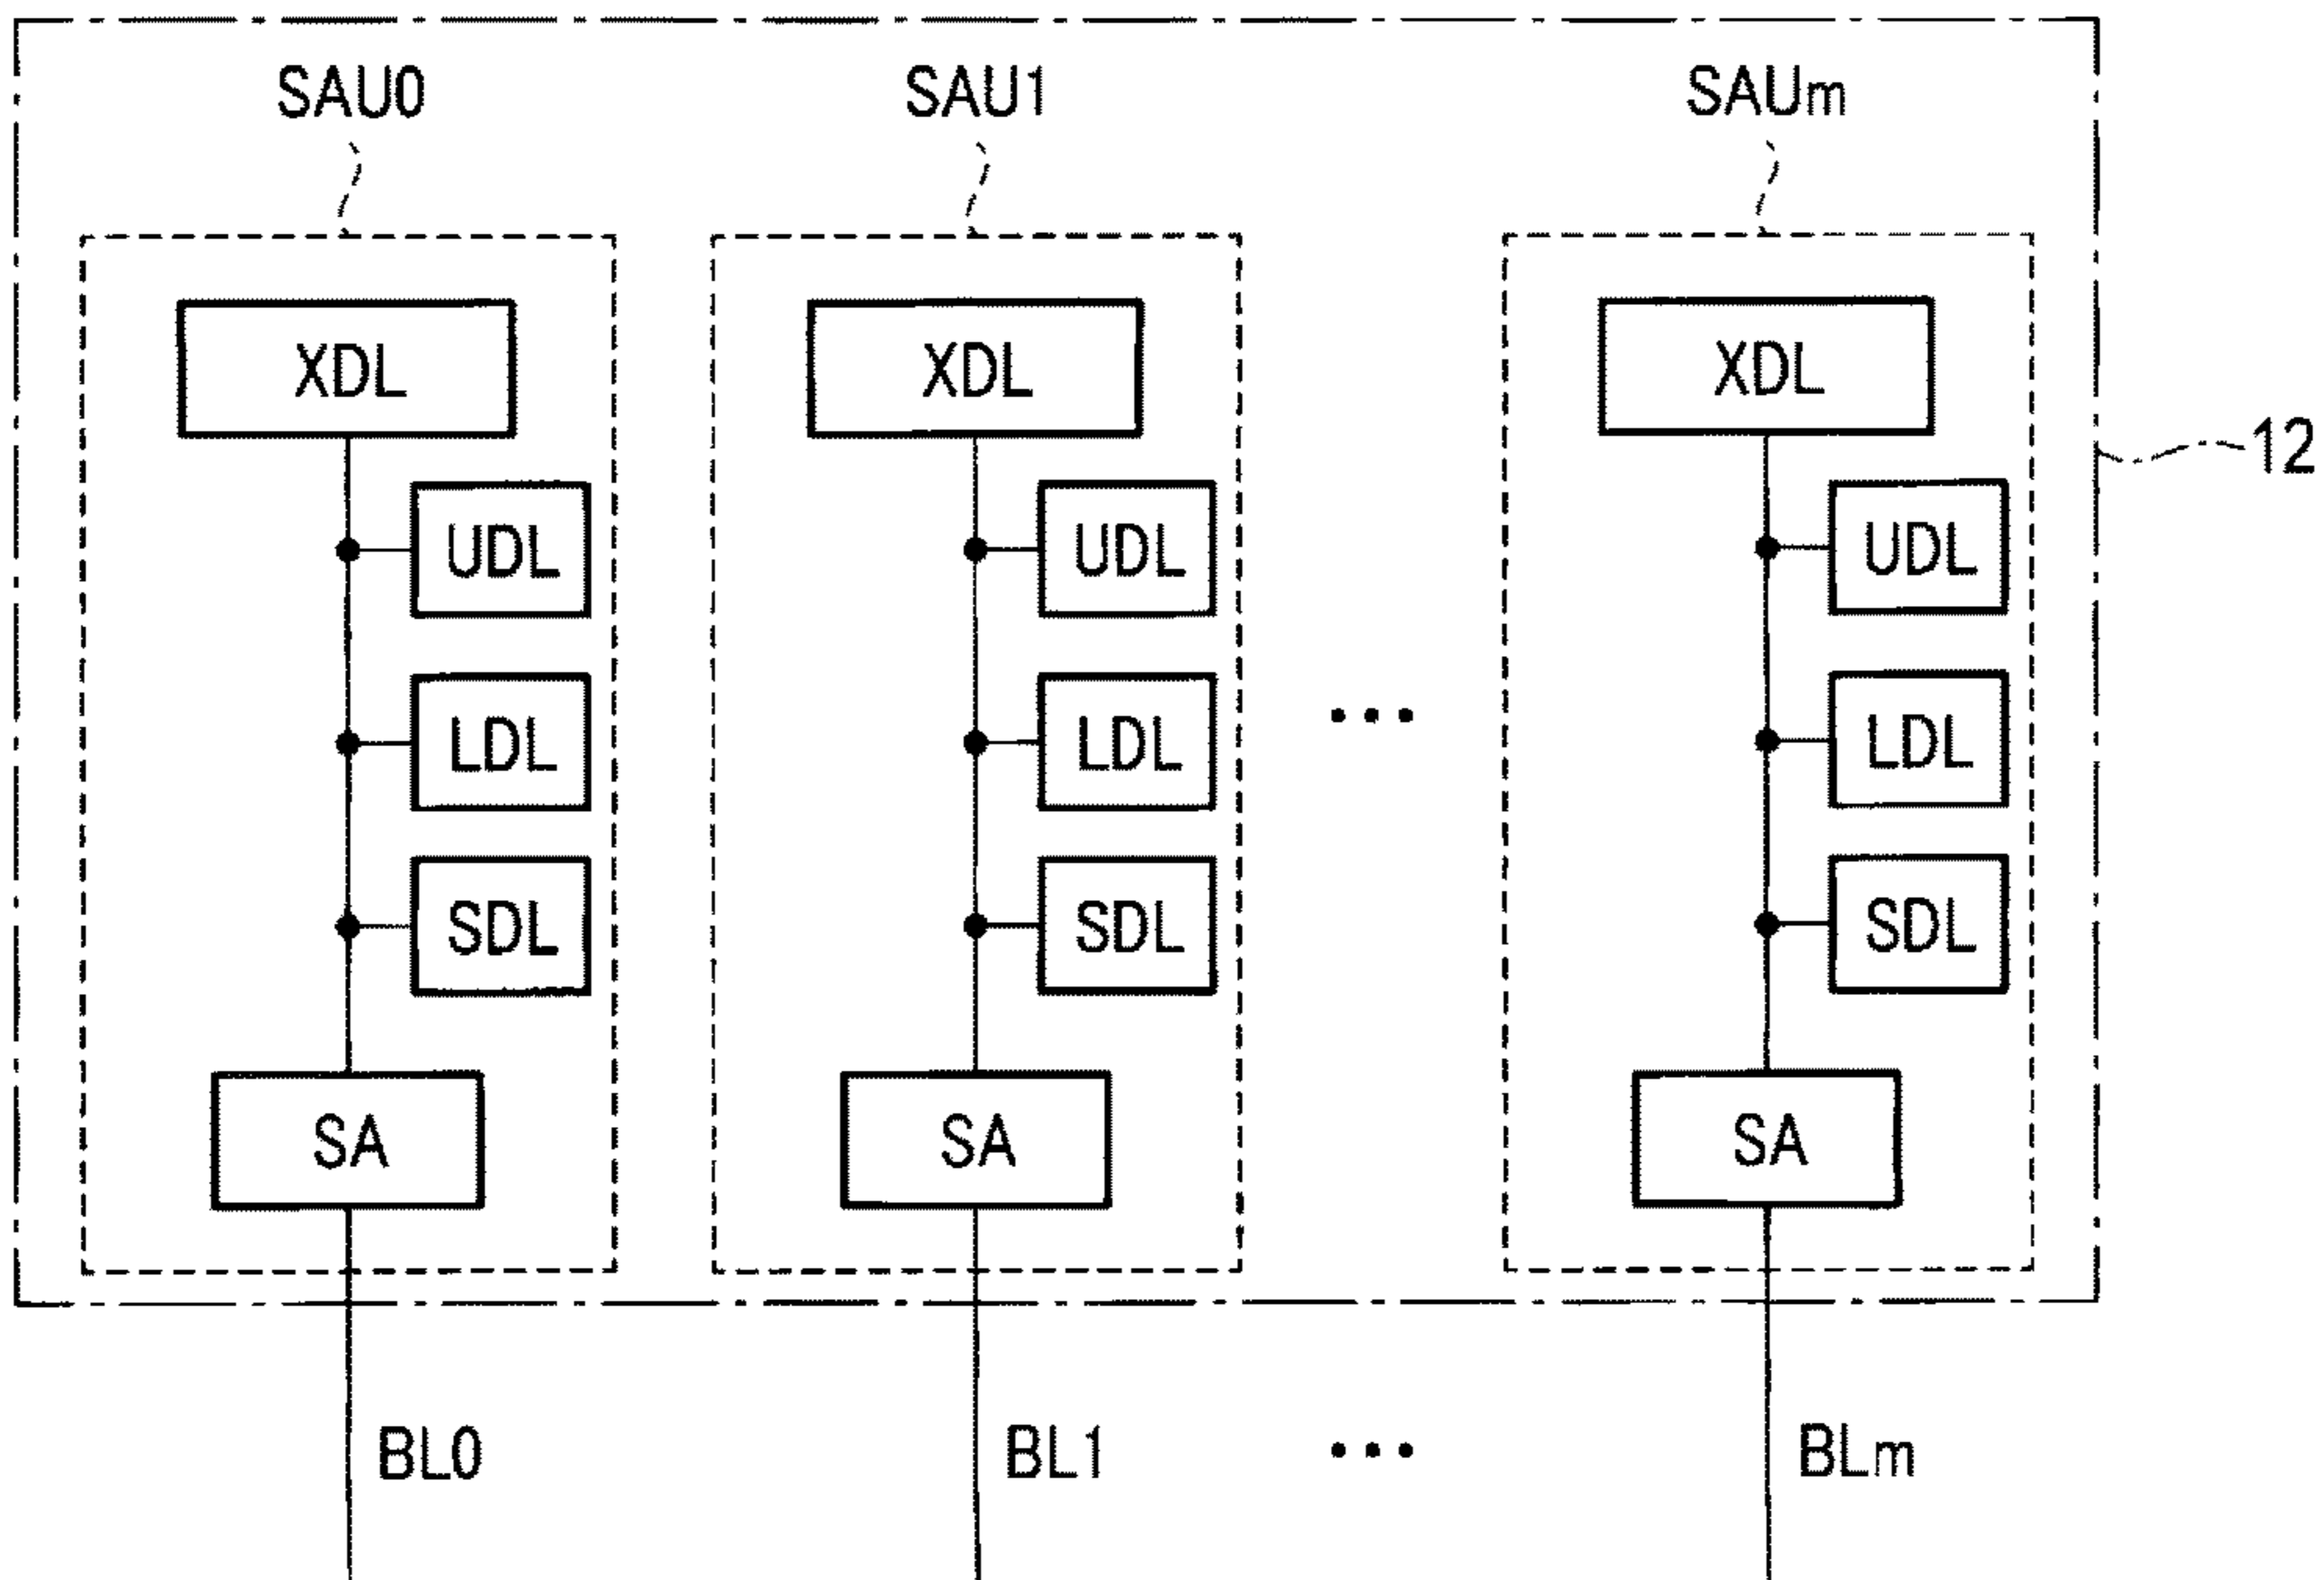 SAU0 SAU1 SAUm
XDL XDL XDL
12
UDL UDL UDL
LDL LDL ... LDL
SDL SDL SDL
SA SA SA
BL0 BL1 ... BLm